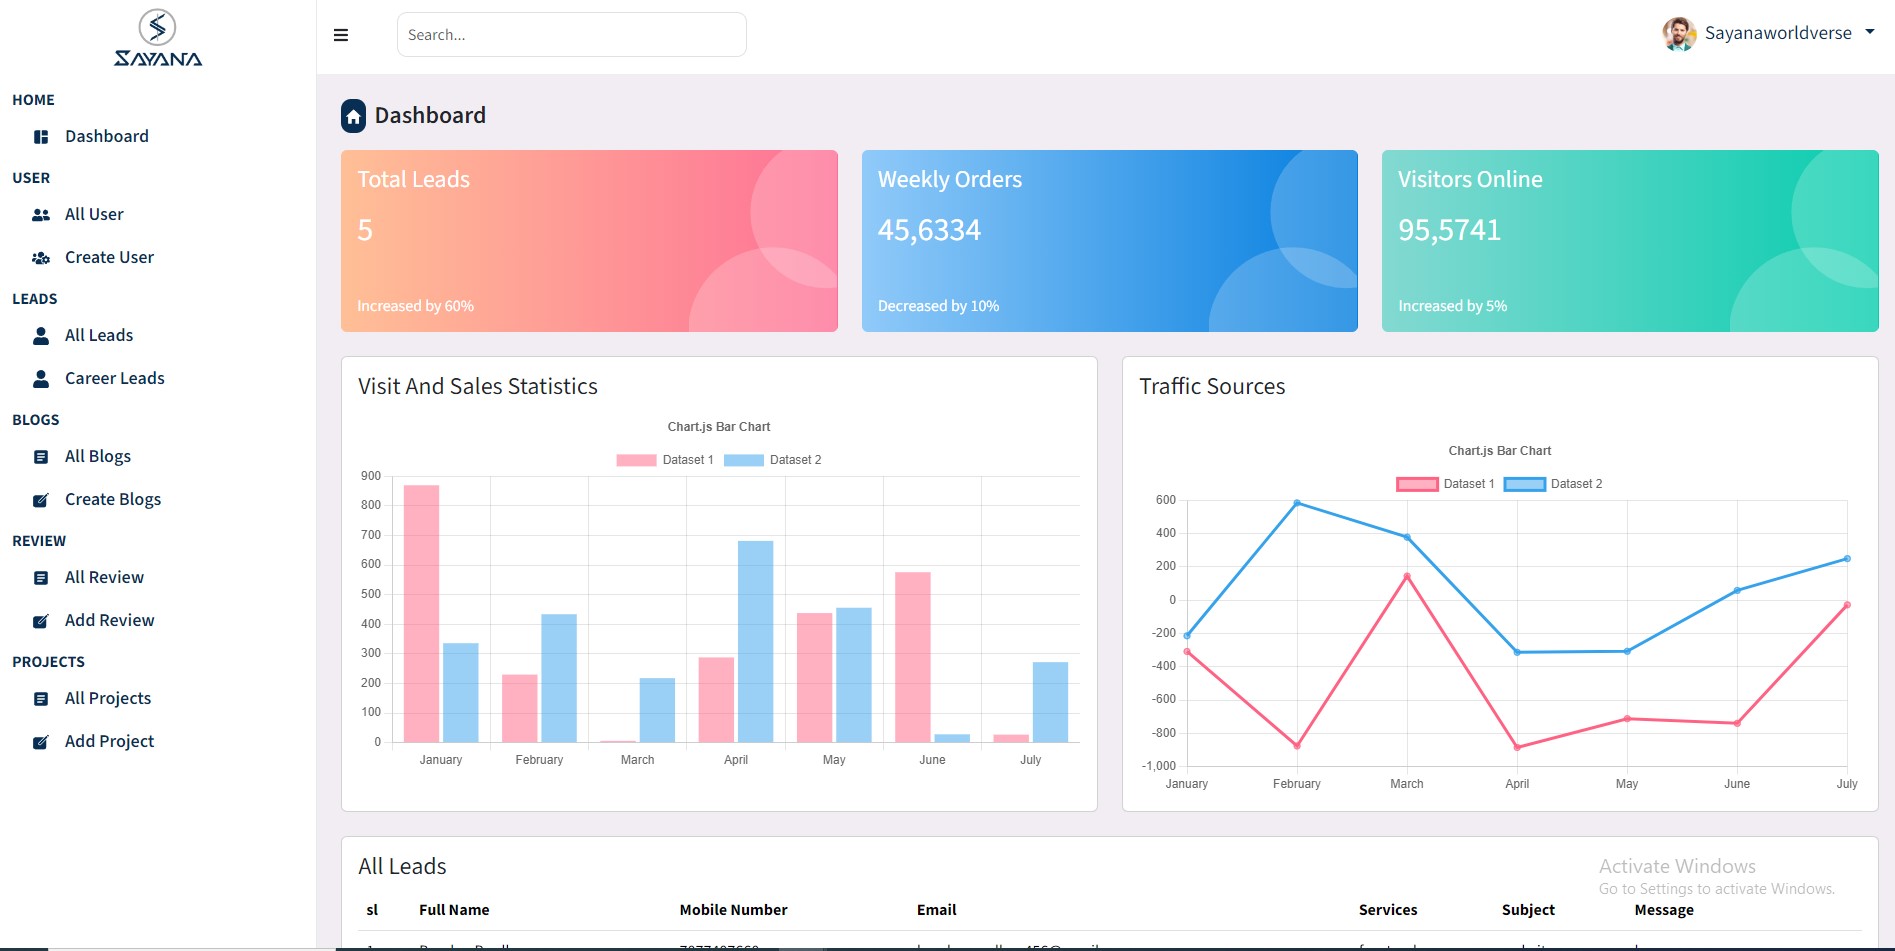 SAYANA
HOME
Dashboard
USER
All User
Create User
LEADS
All Leads
Career Leads
BLOGS
All Blogs
Create Blogs
REVIEW
All Review
Add Review
PROJECTS
All Projects
Add Project
Search...
Sayanaworldverse
Dashboard
Total Leads
5
Increased by 60%
Weekly Orders
45,6334
Decreased by 10%
Visitors Online
95,5741
Increased by 5%
Visit And Sales Statistics
Chart.js Bar Chart
Dataset 1 Dataset 2
900
800
700
600
500
400
300
200
100
0
January February March April May June July
Traffic Sources
Chart.js Bar Chart
Dataset 1 Dataset 2
600
400
200
0
-200
-400
-600
-800
-1,000
January February March April May June July
All Leads
Activate Windows
Go to Settings to activate Windows.
sl Full Name Mobile Number Email Services Subject Message